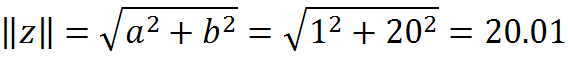 ‖z‖ = √(a² + b²) = √(1² + 20²) = 20.01